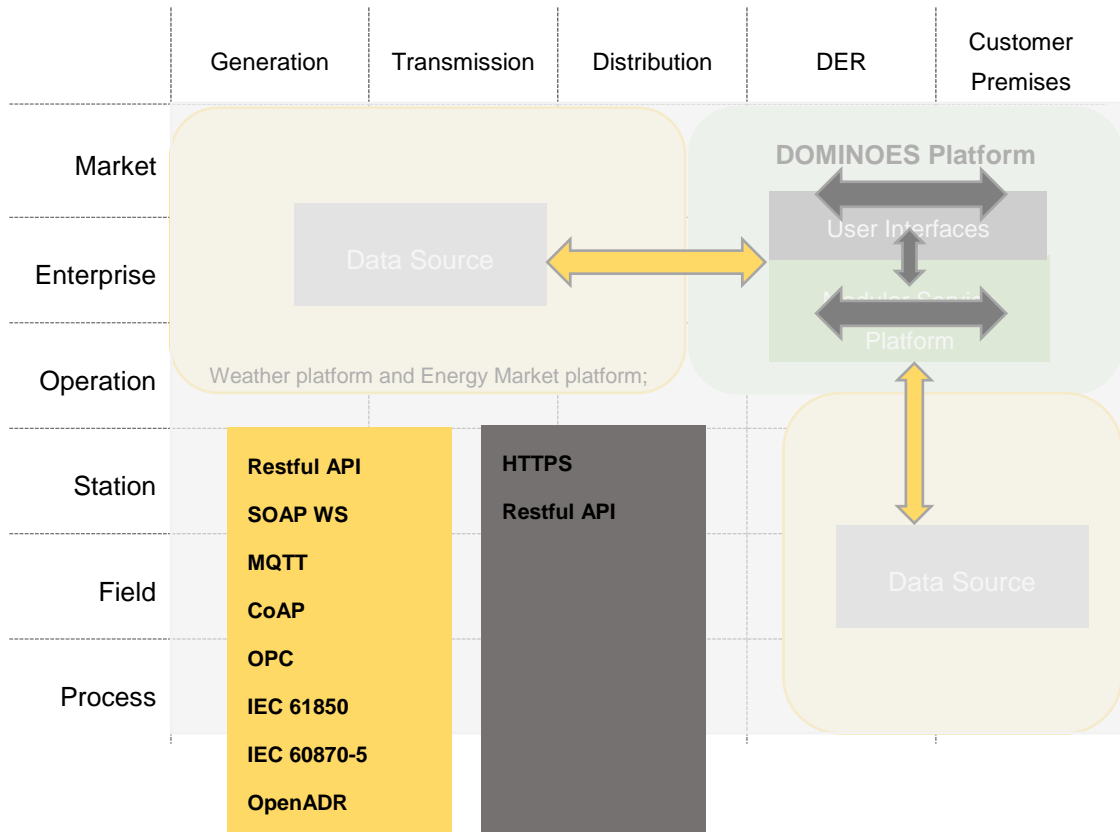 Generation
Transmission
Distribution
DER
Customer
Premises
Market
Enterprise
Operation
Station
Field
Process
DOMINOES Platform
User Interfaces
Data Source
Modular Servi
Platform
Weather platform and Energy Market platform;
Restful API
SOAP WS
MQTT
CoAP
OPC
IEC 61850
IEC 60870-5
OpenADR
HTTPS
Restful API
Data Source